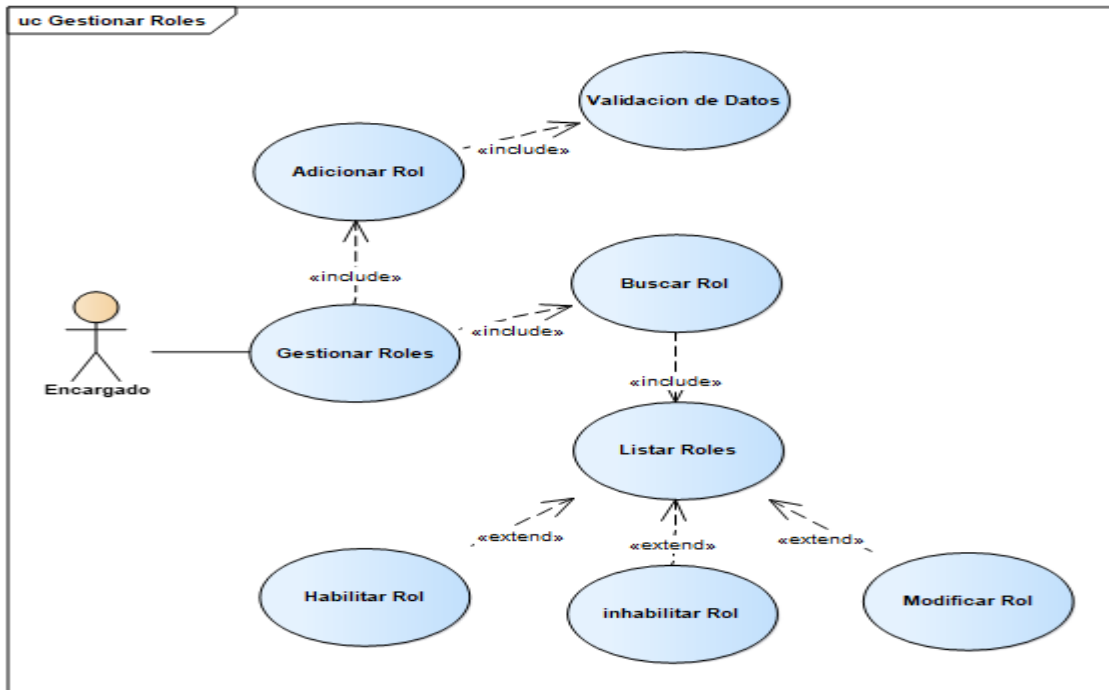 uc Gestionar Roles
Validacion de Datos
«include»
Adicionar Rol
«include»
Buscar Rol
«include»
Gestionar Roles
Encargado
«include»
Listar Roles
«extend»
«extend»
«extend»
Habilitar Rol
inhabilitar Rol
Modificar Rol